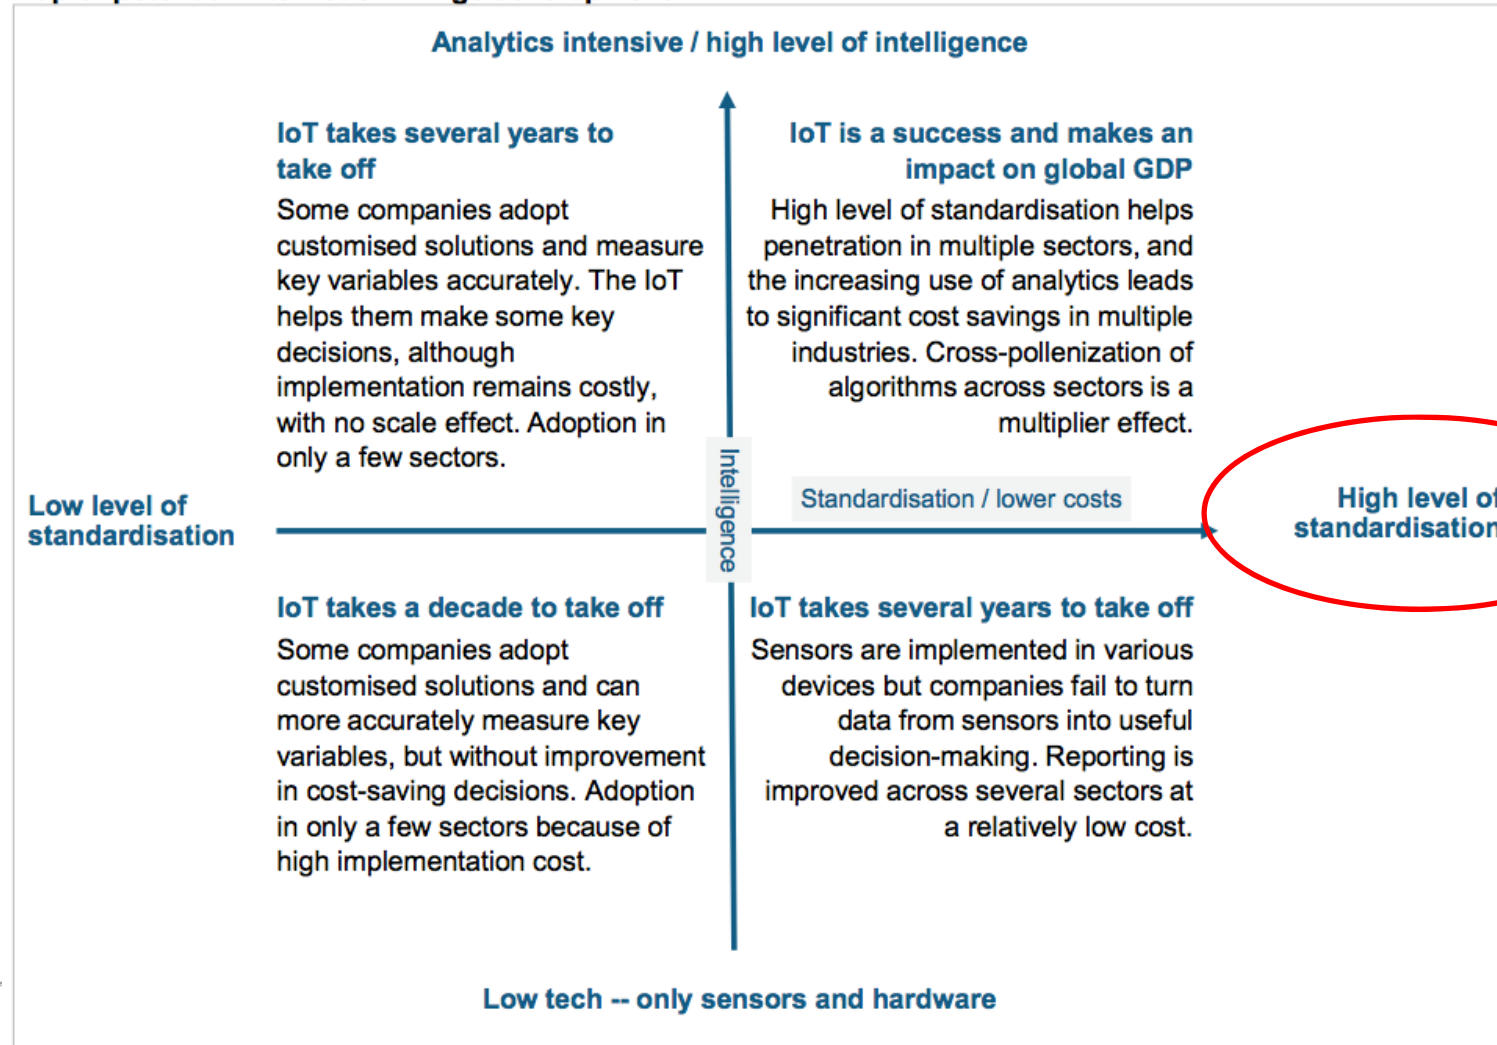 Analytics intensive / high level of intelligence
IoT takes several years to
take off
Some companies adopt
customised solutions and measure
key variables accurately. The IoT
helps them make some key
decisions, although
implementation remains costly,
with no scale effect. Adoption in
only a few sectors.
IoT is a success and makes an
impact on global GDP
High level of standardisation helps
penetration in multiple sectors, and
the increasing use of analytics leads
to significant cost savings in multiple
industries. Cross-pollenization of
algorithms across sectors is a
multiplier effect.
Low level of
standardisation
Intelligence
Standardisation / lower costs
High level of
standardisation
IoT takes a decade to take off
Some companies adopt
customised solutions and can
more accurately measure key
variables, but without improvement
in cost-saving decisions. Adoption
in only a few sectors because of
high implementation cost.
IoT takes several years to take off
Sensors are implemented in various
devices but companies fail to turn
data from sensors into useful
decision-making. Reporting is
improved across several sectors at
a relatively low cost.
Low tech -- only sensors and hardware